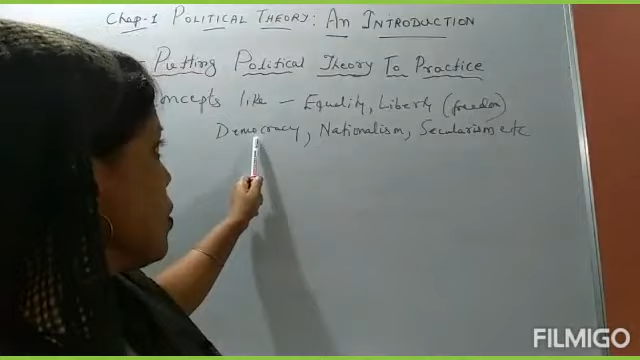 Chap-1 POLITICAL THEORY: AN INTRODUCTION
- Putting Political Theory To Practice
oncepts like - Equality, Liberty (freedom)
Democracy, Nationalism, Secularism etc
FILMIGO